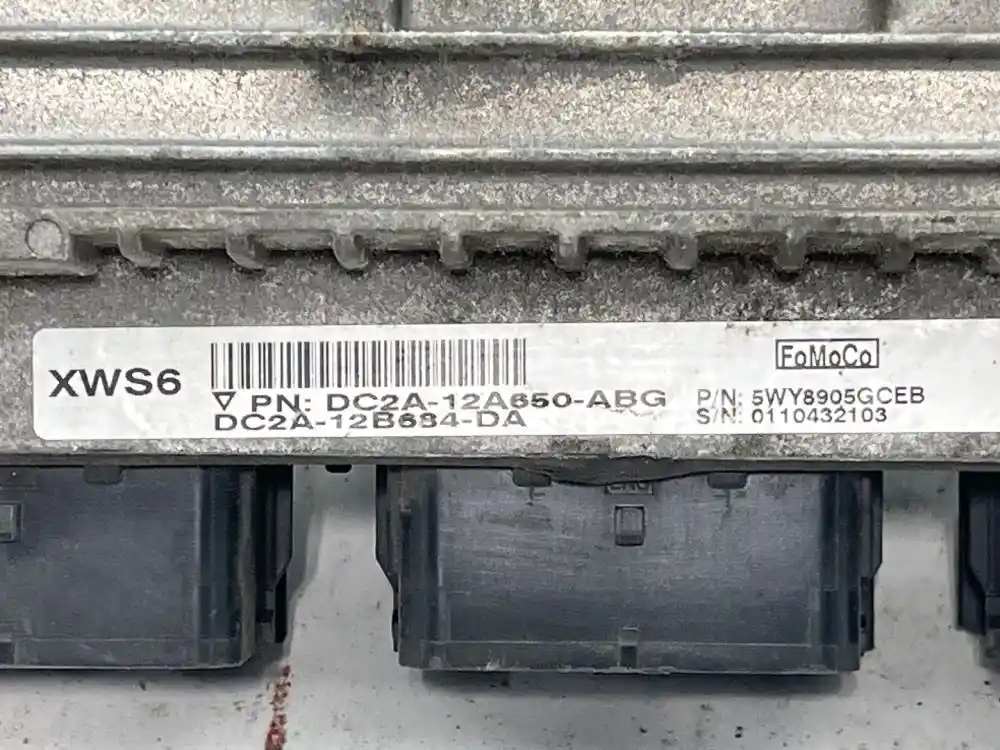 XWS6
▽ PN: DC2A-12A650-ABG
DC2A-12B684-DA
FoMoCo
P/N: 5WY8905GCEB
S/N: 0110432103